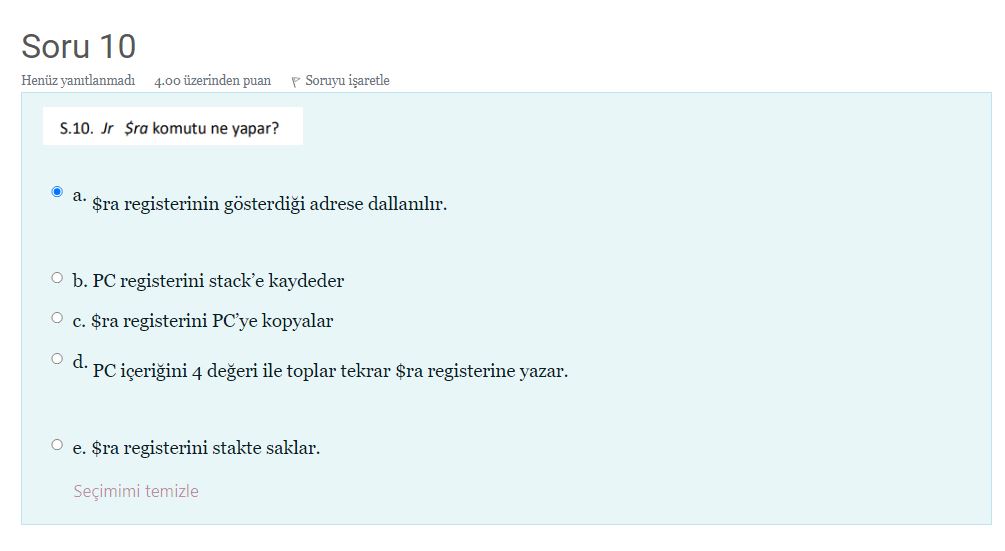 Soru 10
Henüz yanıtlanmadı 4.00 üzerinden puan Soruyu işaretle
S.10. Jr $ra komutu ne yapar?
a. $ra registerinin gösterdiği adrese dallanılır.
b. PC registerini stack’e kaydeder
c. $ra registerini PC’ye kopyalar
d. PC içeriğini 4 değeri ile toplar tekrar $ra registerine yazar.
e. $ra registerini stakte saklar.
Seçimimi temizle